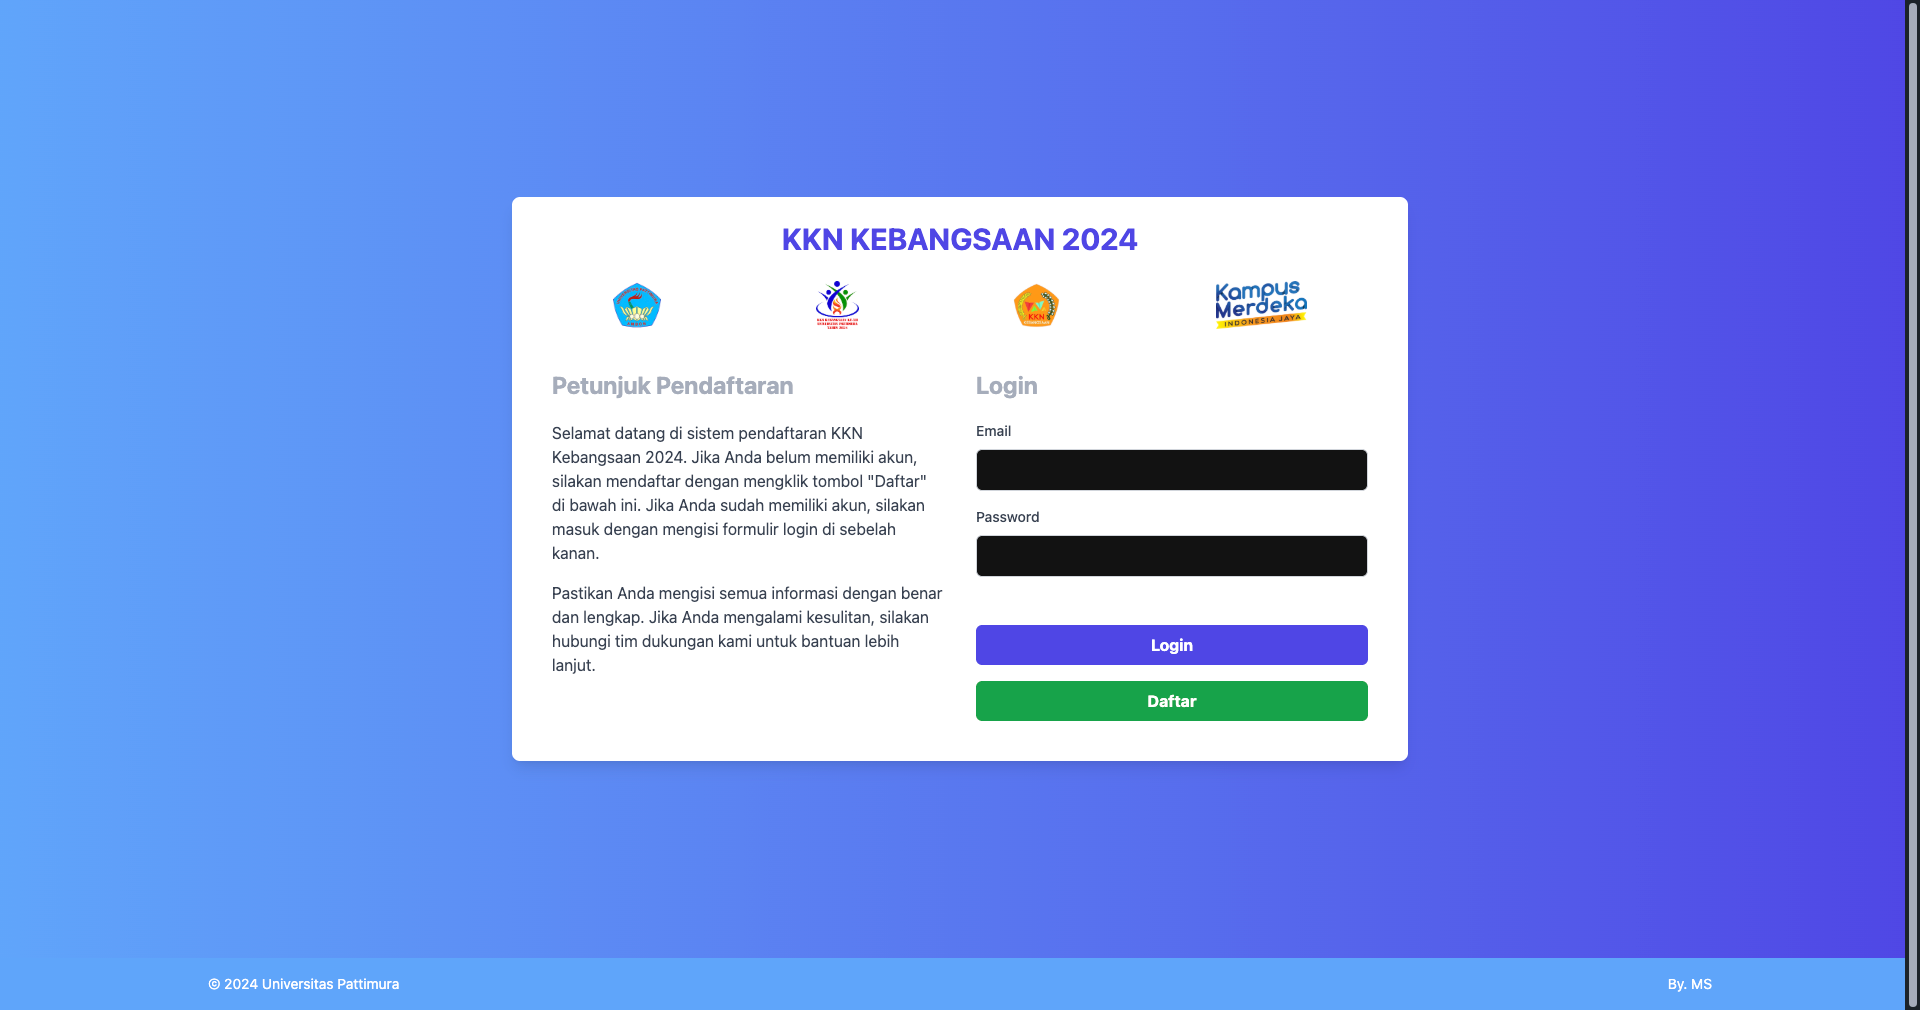 KKN KEBANGSAAN 2024
Kampus
Merdeka
INDONESIA JAYA
KKN
Petunjuk Pendaftaran
Selamat datang di sistem pendaftaran KKN
Kebangsaan 2024. Jika Anda belum memiliki akun,
silakan mendaftar dengan mengklik tombol "Daftar"
di bawah ini. Jika Anda sudah memiliki akun, silakan
masuk dengan mengisi formulir login di sebelah
kanan.
Pastikan Anda mengisi semua informasi dengan benar
dan lengkap. Jika Anda mengalami kesulitan, silakan
hubungi tim dukungan kami untuk bantuan lebih
lanjut.
Login
Email
Password
Login
Daftar
© 2024 Universitas Pattimura
By. MS